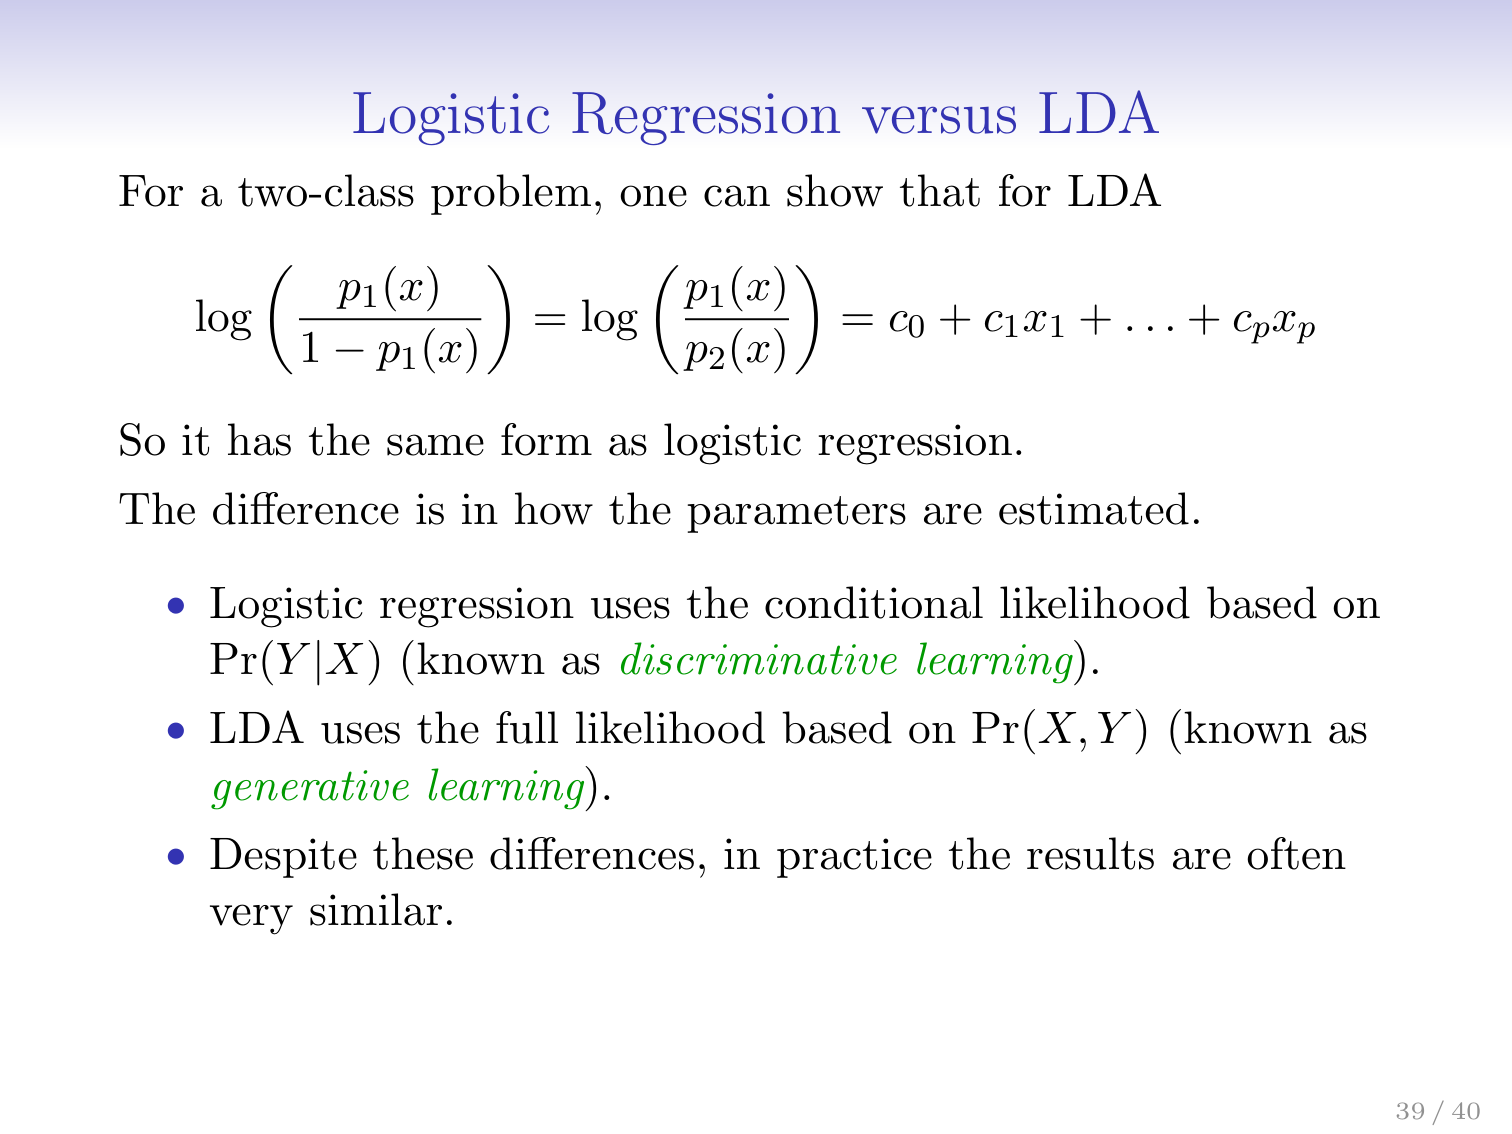 Logistic Regression versus LDA
For a two-class problem, one can show that for LDA
log(p₁(x) / (1 − p₁(x))) = log(p₁(x) / p₂(x)) = c₀ + c₁x₁ + . . . + cₚxₚ
So it has the same form as logistic regression.
The difference is in how the parameters are estimated.
• Logistic regression uses the conditional likelihood based on
Pr(Y|X) (known as discriminative learning).
• LDA uses the full likelihood based on Pr(X, Y) (known as
generative learning).
• Despite these differences, in practice the results are often
very similar.
39 / 40